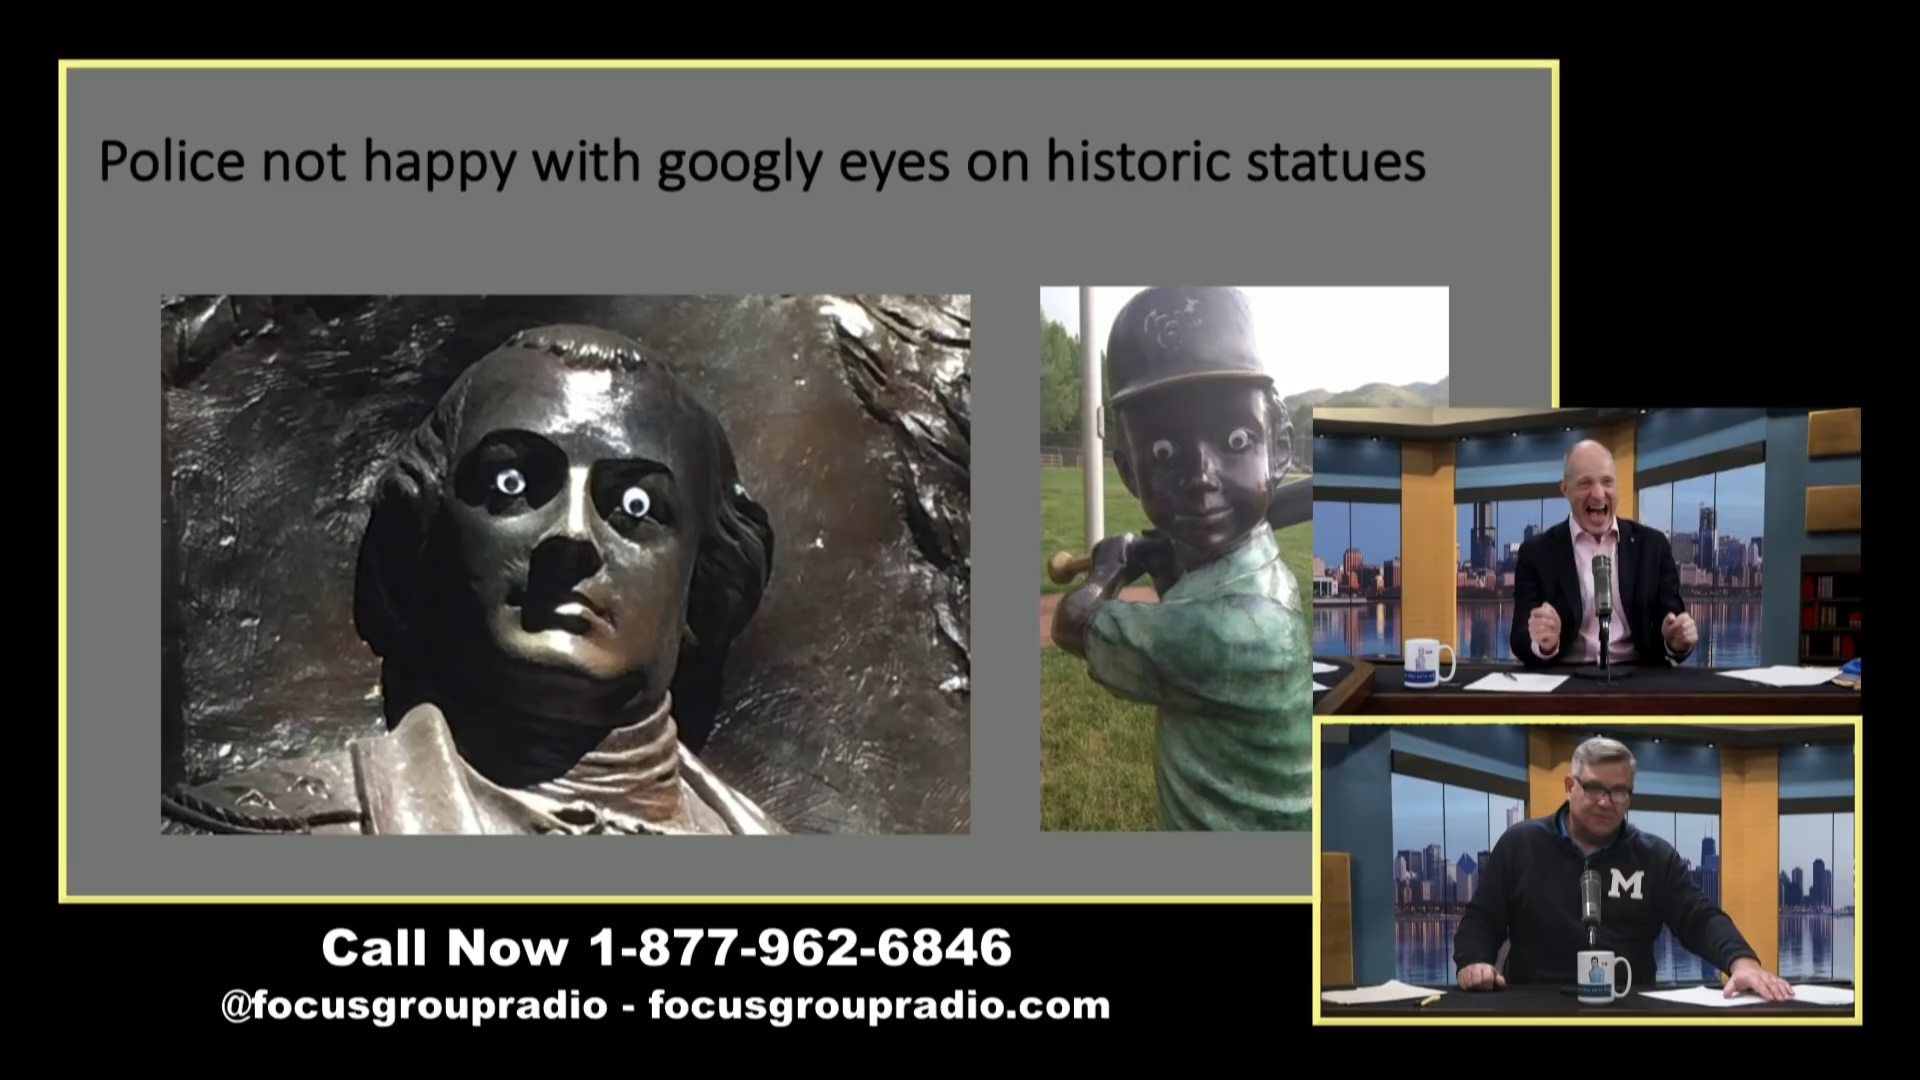 Police not happy with googly eyes on historic statues
M
Call Now 1-877-962-6846
@focusgroupradio - focusgroupradio.com